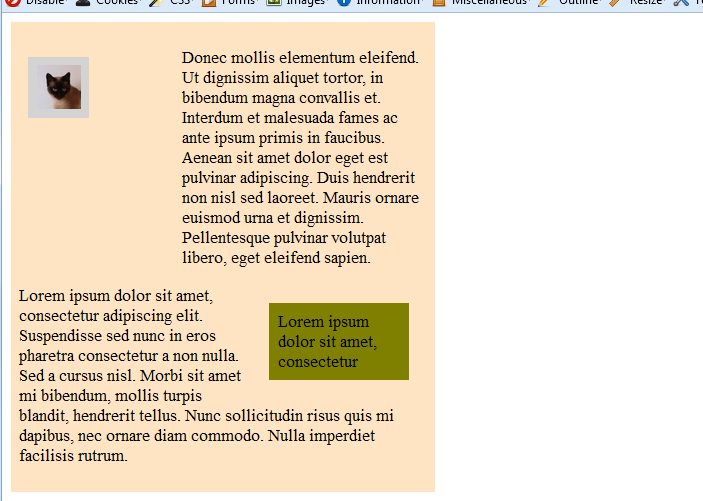 Disable Cookies CSS Forms Images Information Miscellaneous Outline Resize
Donec mollis elementum eleifend.
Ut dignissim aliquet tortor, in
bibendum magna convallis et.
Interdum et malesuada fames ac
ante ipsum primis in faucibus.
Aenean sit amet dolor eget est
pulvinar adipiscing. Duis hendrerit
non nisl sed laoreet. Mauris ornare
euismod urna et dignissim.
Pellentesque pulvinar volutpat
libero, eget eleifend sapien.
Lorem ipsum dolor sit amet,
consectetur adipiscing elit.
Suspendisse sed nunc in eros
pharetra consectetur a non nulla.
Sed a cursus nisl. Morbi sit amet
mi bibendum, mollis turpis
blandit, hendrerit tellus. Nunc sollicitudin risus quis mi
dapibus, nec ornare diam commodo. Nulla imperdiet
facilisis rutrum.
Lorem ipsum
dolor sit amet,
consectetur